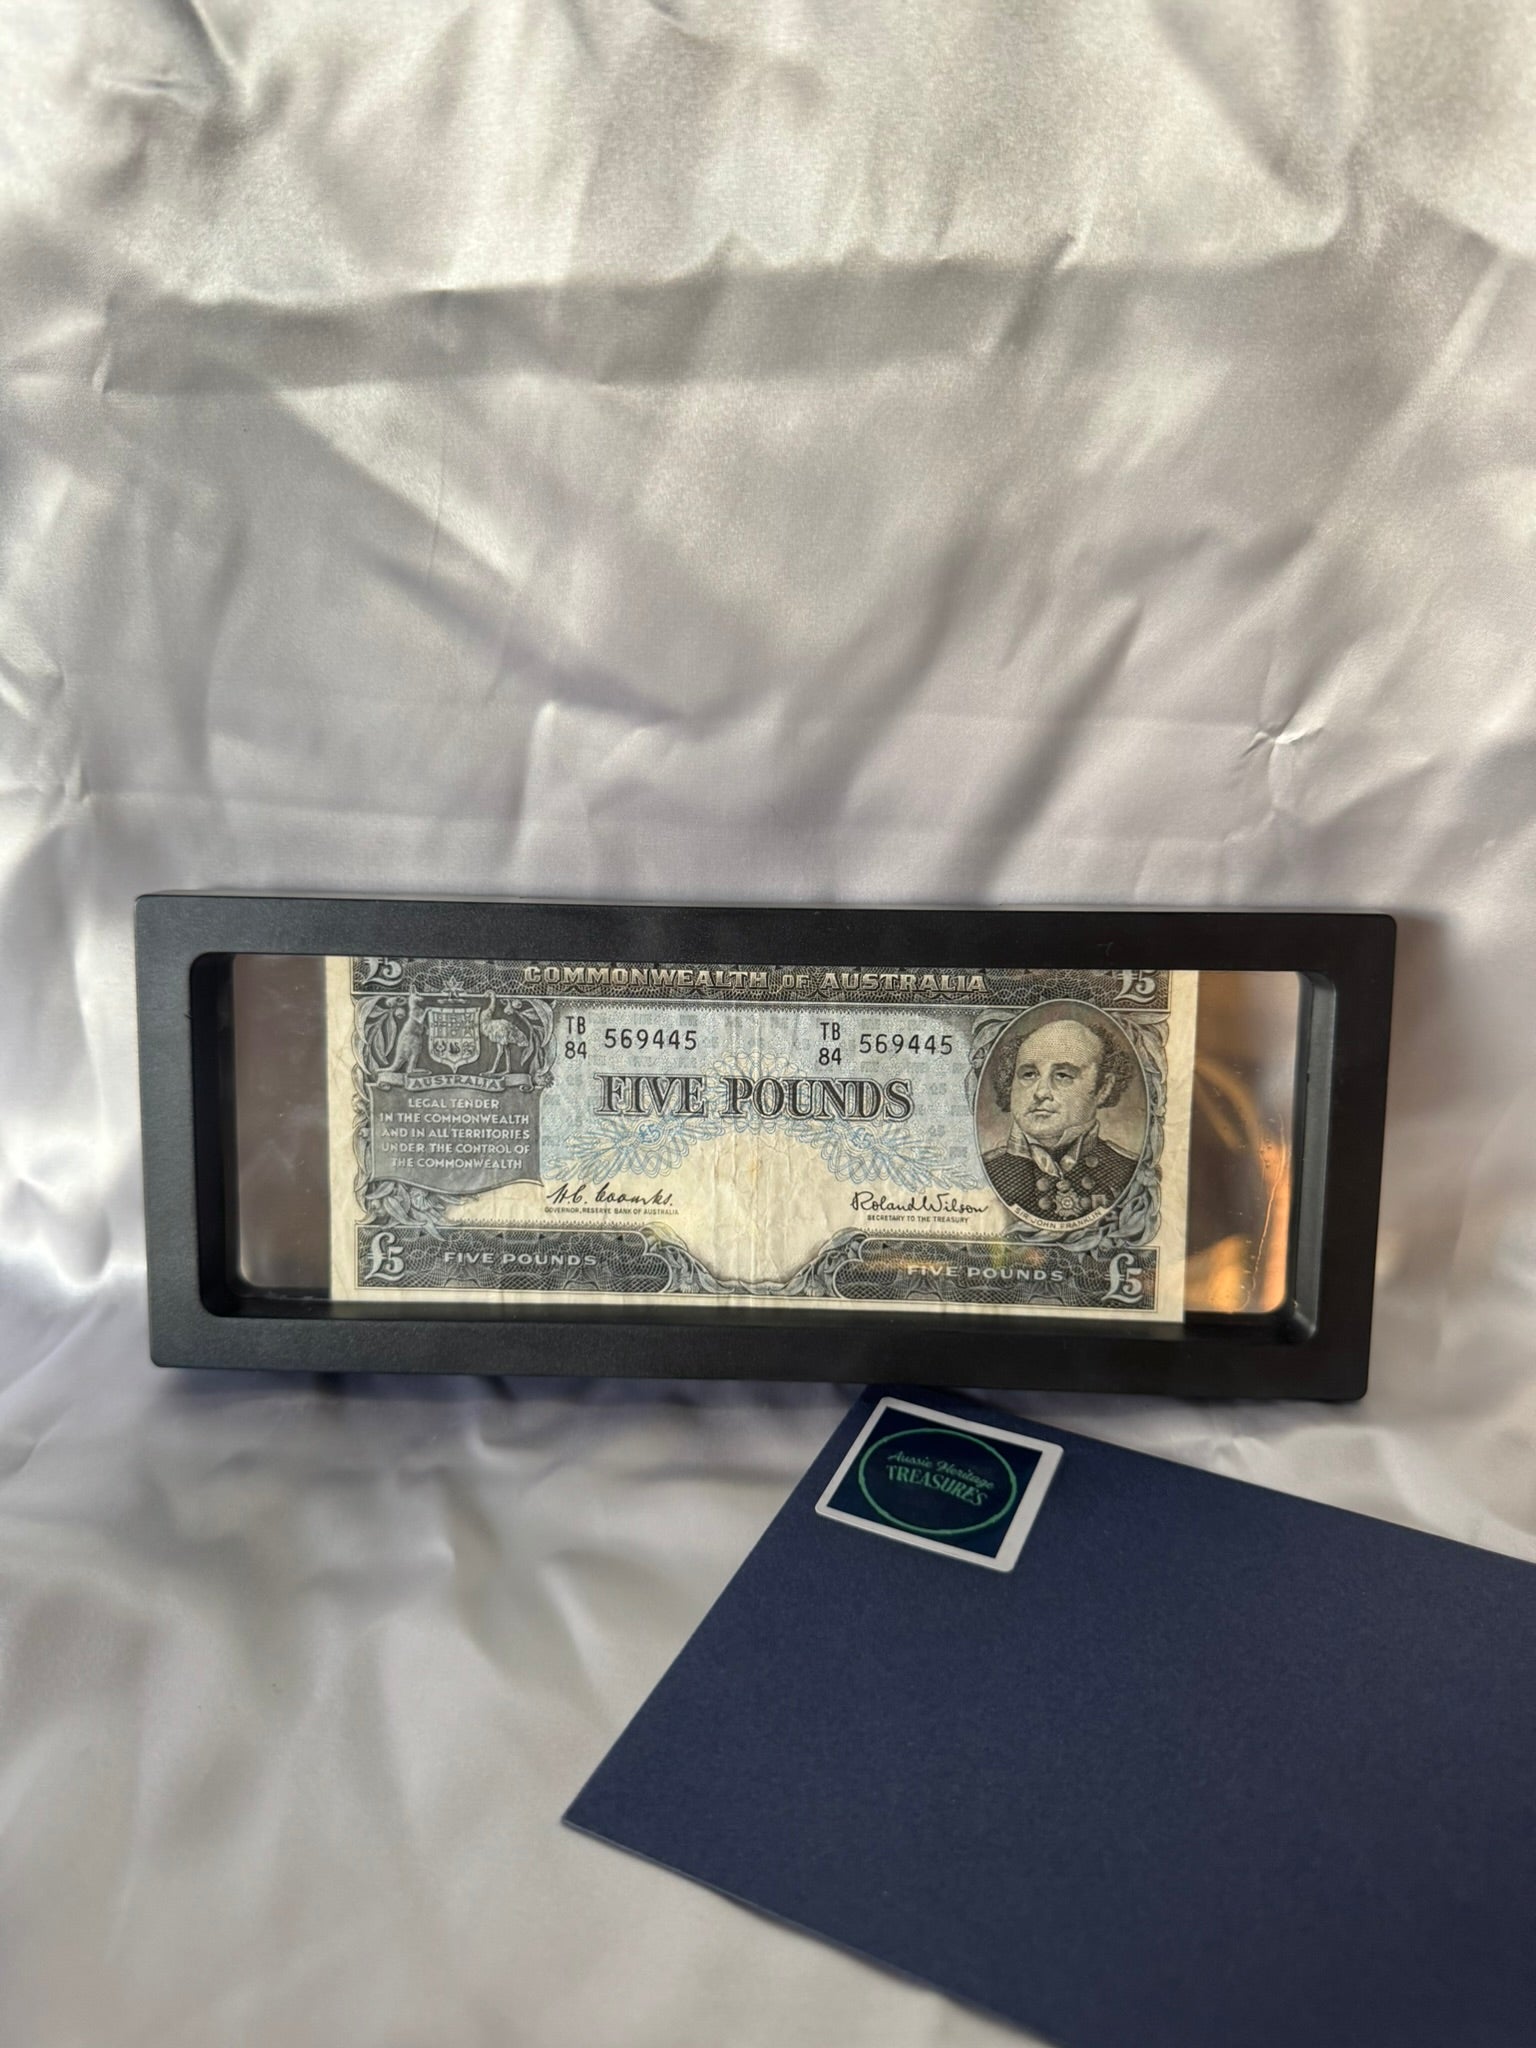 £5 COMMONWEALTH OF AUSTRALIA £5
TB
84 569445
TB
84 569445
FIVE POUNDS
AUSTRALIA
LEGAL TENDER
IN THE COMMONWEALTH
AND IN ALL TERRITORIES
UNDER THE CONTROL OF
THE COMMONWEALTH
£5 £5
H.C. Coombs.
GOVERNOR, RESERVE BANK OF AUSTRALIA
Roland Wilson
SECRETARY TO THE TREASURY
SIR JOHN FRANKLIN
£5 FIVE POUNDS FIVE POUNDS £5
Aussie Heritage
TREASURES